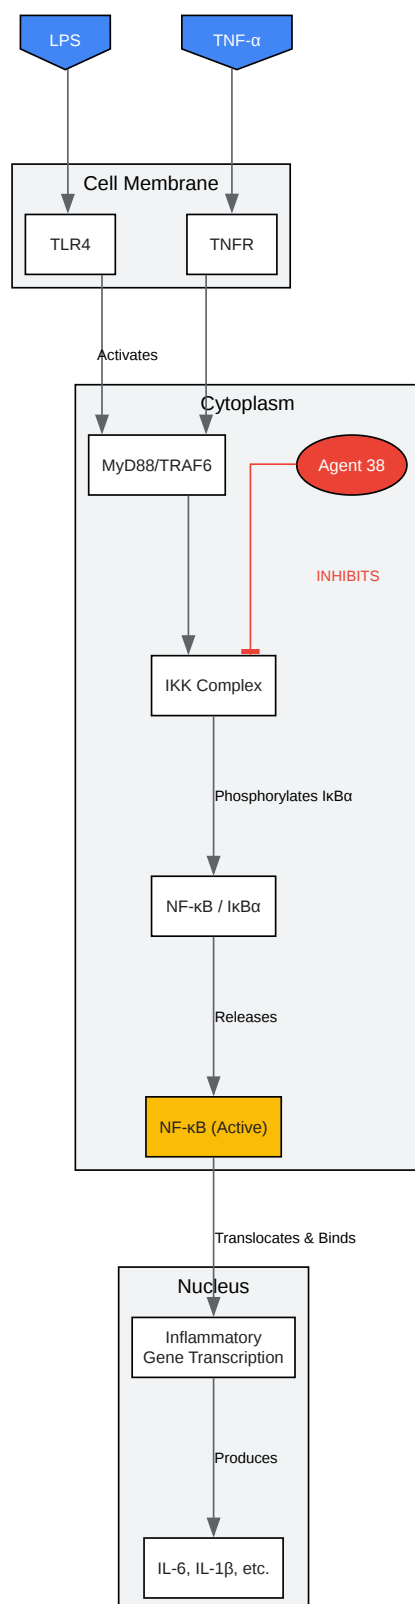 LPS
TNF-α
Cell Membrane
TLR4
TNFR
Activates
Cytoplasm
MyD88/TRAF6
Agent 38
INHIBITS
IKK Complex
Phosphorylates IκBα
NF-κB / IκBα
Releases
NF-κB (Active)
Translocates & Binds
Nucleus
Inflammatory
Gene Transcription
Produces
IL-6, IL-1β, etc.